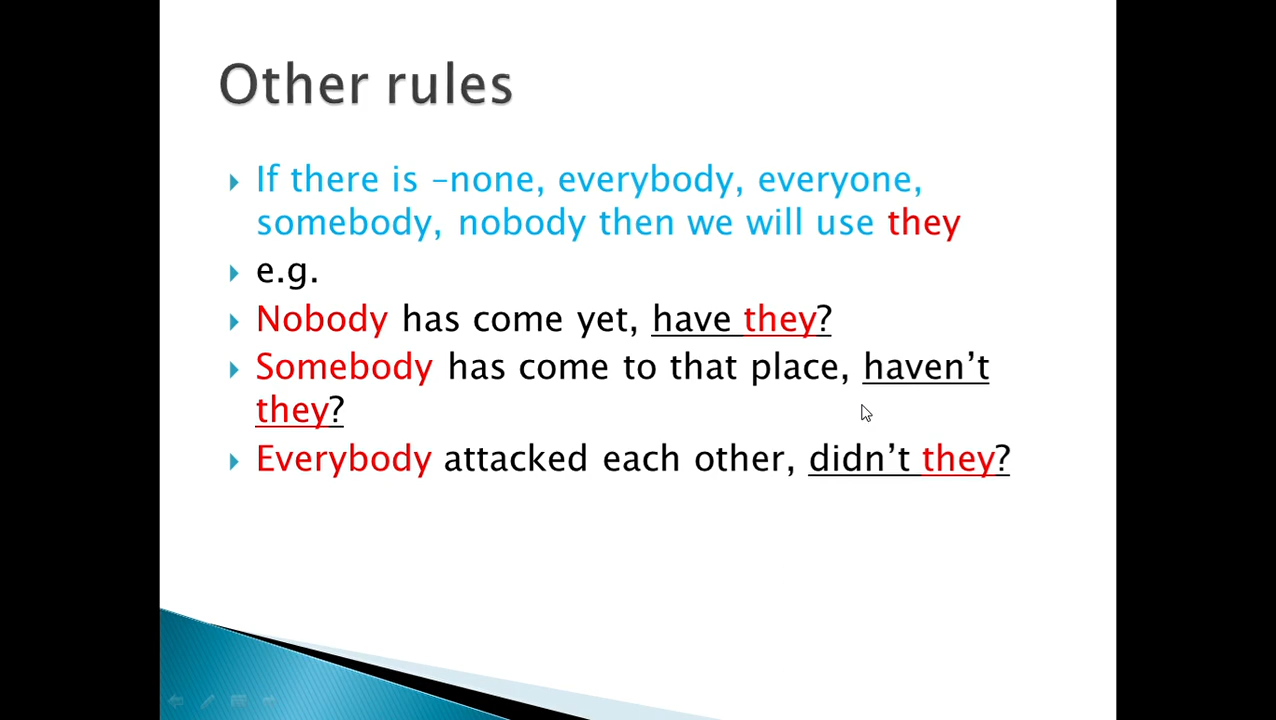 Other rules
If there is –none, everybody, everyone,
somebody, nobody then we will use they
e.g.
Nobody has come yet, have they?
Somebody has come to that place, haven’t
they?
Everybody attacked each other, didn’t they?